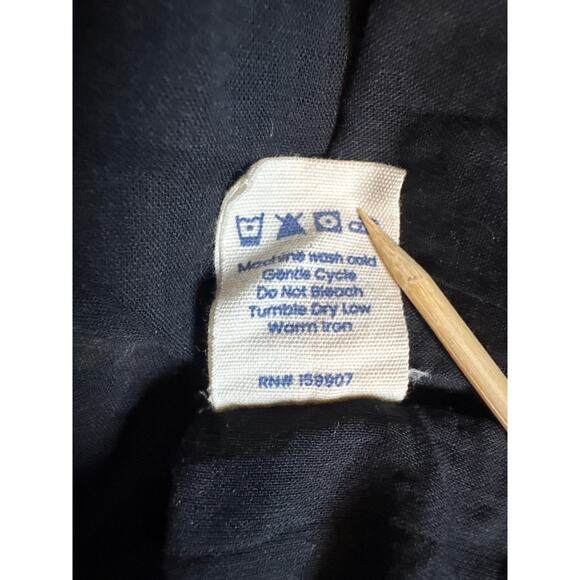 Machine wash cold
Gentle Cycle
Do Not Bleach
Tumble Dry Low
Warm Iron
RN# 159907